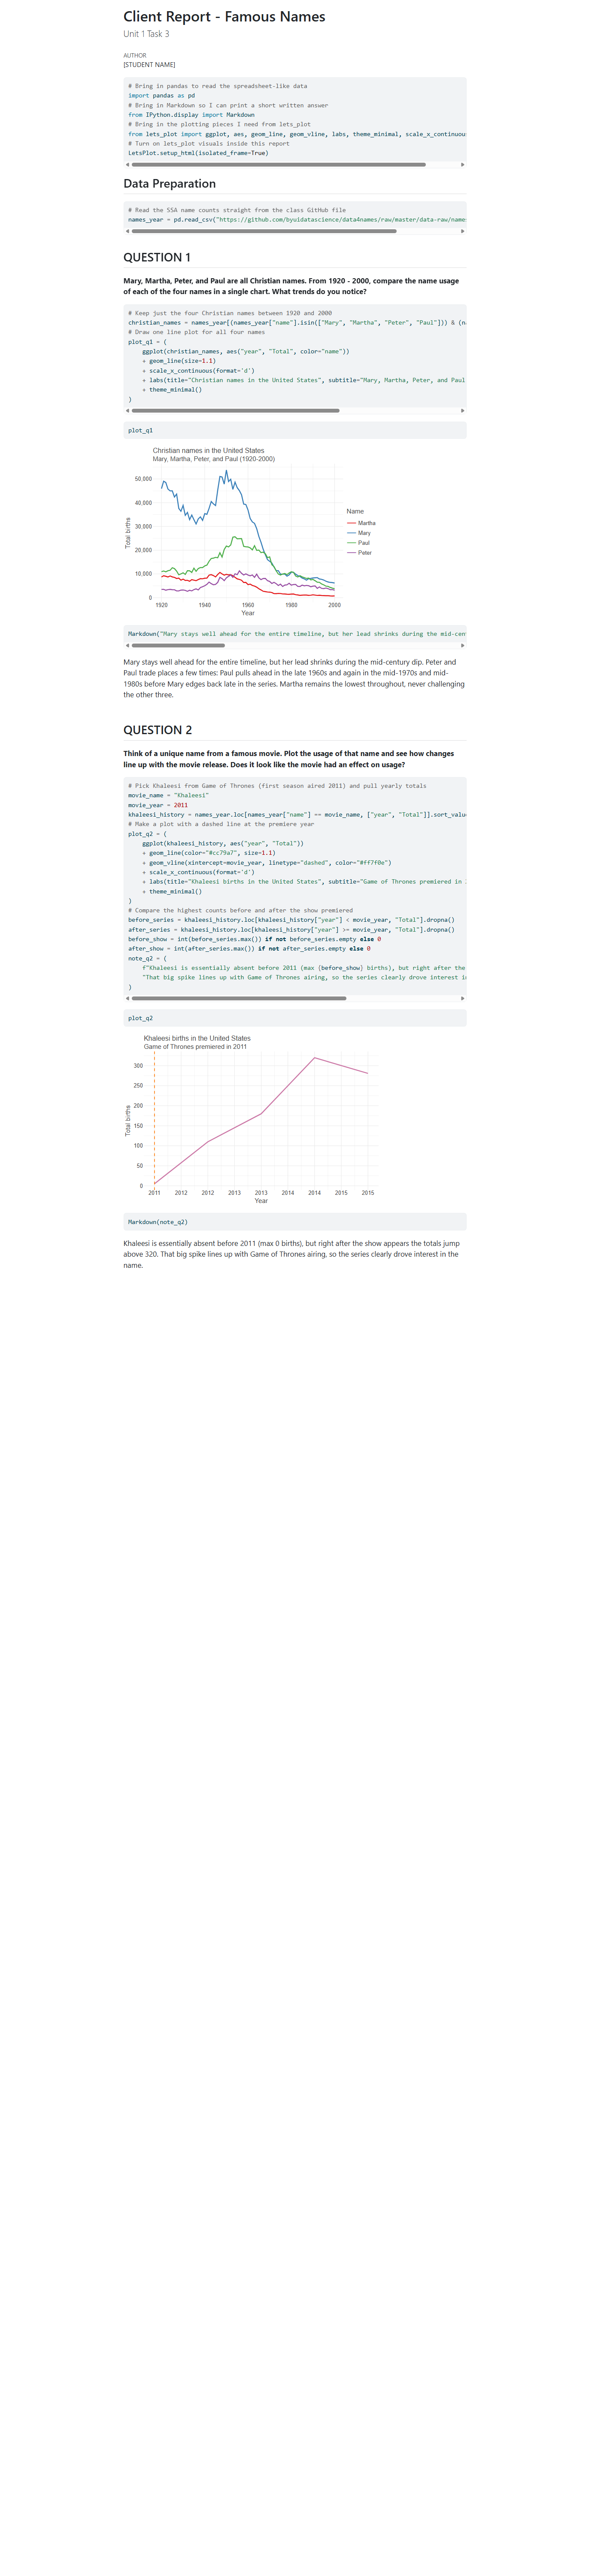 Client Report - Famous Names
Unit 1 Task 3
AUTHOR
[STUDENT NAME]
# Bring in pandas to read the spreadsheet-like data
import pandas as pd
# Bring in Markdown so I can print a short written answer
from IPython.display import Markdown
# Bring in the plotting pieces I need from lets_plot
from lets_plot import ggplot, aes, geom_line, geom_vline, labs, theme_minimal, scale_x_continuou
# Turn on lets_plot visuals inside this report
LetsPlot.setup_html(isolated_frame=True)
Data Preparation
# Read the SSA name counts straight from the class GitHub file
names_year = pd.read_csv("https://github.com/byuidatascience/data4names/raw/master/data-raw/name
QUESTION 1
Mary, Martha, Peter, and Paul are all Christian names. From 1920 - 2000, compare the name usage
of each of the four names in a single chart. What trends do you notice?
# Keep just the four Christian names between 1920 and 2000
christian_names = names_year[(names_year["name"].isin(["Mary", "Martha", "Peter", "Paul"])) & (n
# Draw one line plot for all four names
plot_q1 = (
ggplot(christian_names, aes("year", "Total", color="name"))
+ geom_line(size=1.1)
+ scale_x_continuous(format='d')
+ labs(title="Christian names in the United States", subtitle="Mary, Martha, Peter, and Paul
+ theme_minimal()
)
plot_q1
Christian names in the United States
Mary, Martha, Peter, and Paul (1920-2000)
50,000
40,000
30,000
20,000
10,000
0
Total births
1920 1940 1960 1980 2000
Year
Name
Martha
Mary
Paul
Peter
Markdown("Mary stays well ahead for the entire timeline, but her lead shrinks during the mid-cen
Mary stays well ahead for the entire timeline, but her lead shrinks during the mid-century dip. Peter and
Paul trade places a few times: Paul pulls ahead in the late 1960s and again in the mid-1970s and mid-
1980s before Mary edges back late in the series. Martha remains the lowest throughout, never challenging
the other three.
QUESTION 2
Think of a unique name from a famous movie. Plot the usage of that name and see how changes
line up with the movie release. Does it look like the movie had an effect on usage?
# Pick Khaleesi from Game of Thrones (first season aired 2011) and pull yearly totals
movie_name = "Khaleesi"
movie_year = 2011
khaleesi_history = names_year.loc[names_year["name"] == movie_name, ["year", "Total"]].sort_valu
# Make a plot with a dashed line at the premiere year
plot_q2 = (
ggplot(khaleesi_history, aes("year", "Total"))
+ geom_line(color="#cc79a7", size=1.1)
+ geom_vline(xintercept=movie_year, linetype="dashed", color="#ff7f0e")
+ scale_x_continuous(format='d')
+ labs(title="Khaleesi births in the United States", subtitle="Game of Thrones premiered in
+ theme_minimal()
)
# Compare the highest counts before and after the show premiered
before_series = khaleesi_history.loc[khaleesi_history["year"] < movie_year, "Total"].dropna()
after_series = khaleesi_history.loc[khaleesi_history["year"] >= movie_year, "Total"].dropna()
before_show = int(before_series.max()) if not before_series.empty else 0
after_show = int(after_series.max()) if not after_series.empty else 0
note_q2 = (
f"Khaleesi is essentially absent before 2011 (max {before_show} births), but right after the
"That big spike lines up with Game of Thrones airing, so the series clearly drove interest i
)
plot_q2
Khaleesi births in the United States
Game of Thrones premiered in 2011
300
250
200
150
100
50
0
Total births
2011 2012 2012 2013 2013 2014 2014 2015 2015
Year
Markdown(note_q2)
Khaleesi is essentially absent before 2011 (max 0 births), but right after the show appears the totals jump
above 320. That big spike lines up with Game of Thrones airing, so the series clearly drove interest in the
name.